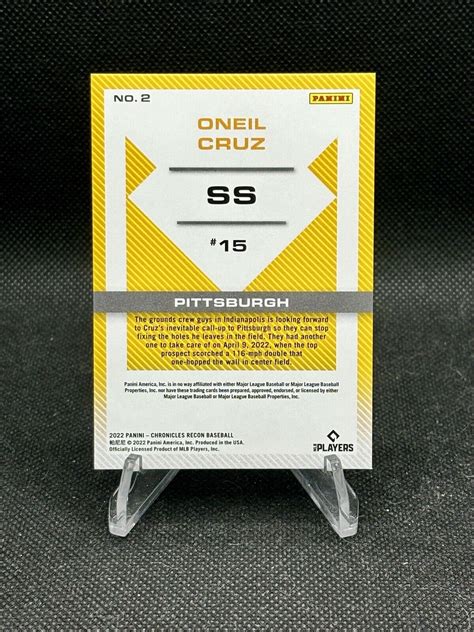 NO. 2
PANINI
ONEIL
CRUZ
SS
#15
PITTSBURGH
The grounds crew guys in Indianapolis is looking forward
to Cruz's inevitable call-up to Pittsburgh so they can stop
fixing the holes he leaves in the field. They had another
one to take care of on April 9, 2022, when the top
prospect scorched a 116-mph double that
one-hopped the wall in center field.
Panini America, Inc. is in no way affiliated with either Major League Baseball or Major League Baseball
Properties, Inc. nor have these trading cards been prepared, approved, endorsed, or licensed by either
Major League Baseball or Major League Baseball Properties, Inc.
2022 PANINI – CHRONICLES RECON BASEBALL
帕尼尼 © 2022 Panini America, Inc. Produced in the USA.
Officially Licensed Product of MLB Players, Inc.
MLB PLAYERS